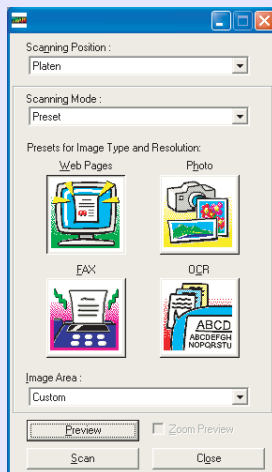 Scanning Position :
Platen
Scanning Mode :
Preset
Presets for Image Type and Resolution:
Web Pages Photo
FAX OCR
ABCD
ABCDEFGH
NOPQRSTU
Image Area :
Custom
Preview Zoom Preview
Scan Close